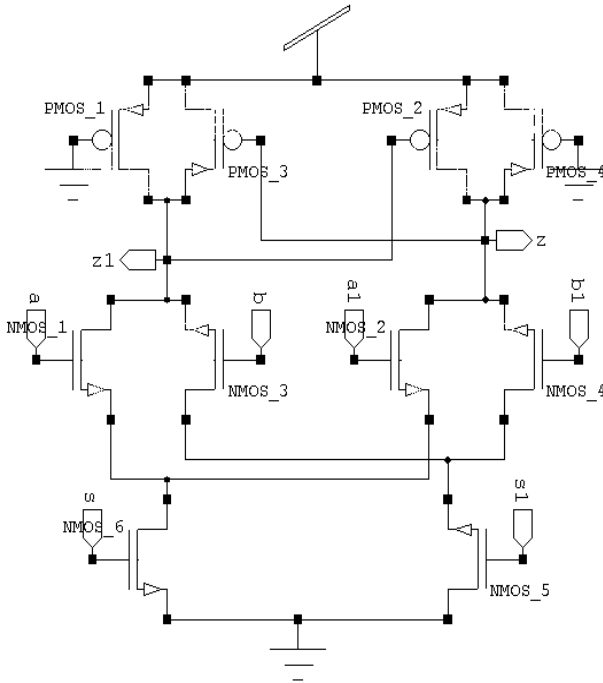 PMOS_1
PMOS_2
PMOS_3
PMOS_4
z1
z
a
b
a1
b1
NMOS_1
NMOS_2
NMOS_3
NMOS_4
s
s1
NMOS_6
NMOS_5